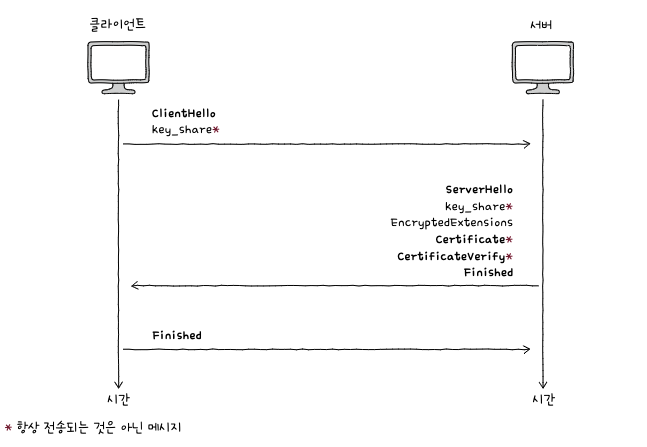 클라이언트
서버
ClientHello
key_share*
ServerHello
key_share*
EncryptedExtensions
Certificate*
CertificateVerify*
Finished
Finished
시간
시간
* 항상 전송되는 것은 아닌 메시지